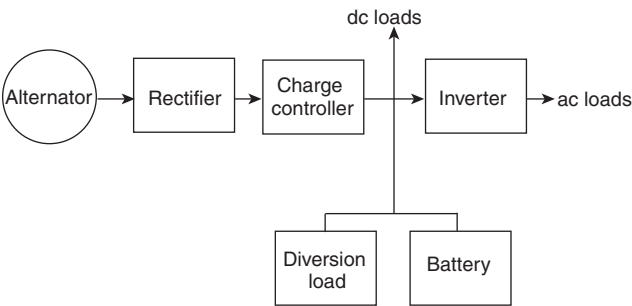 dc loads
Alternator
Rectifier
Charge
controller
Inverter
ac loads
Diversion
load
Battery